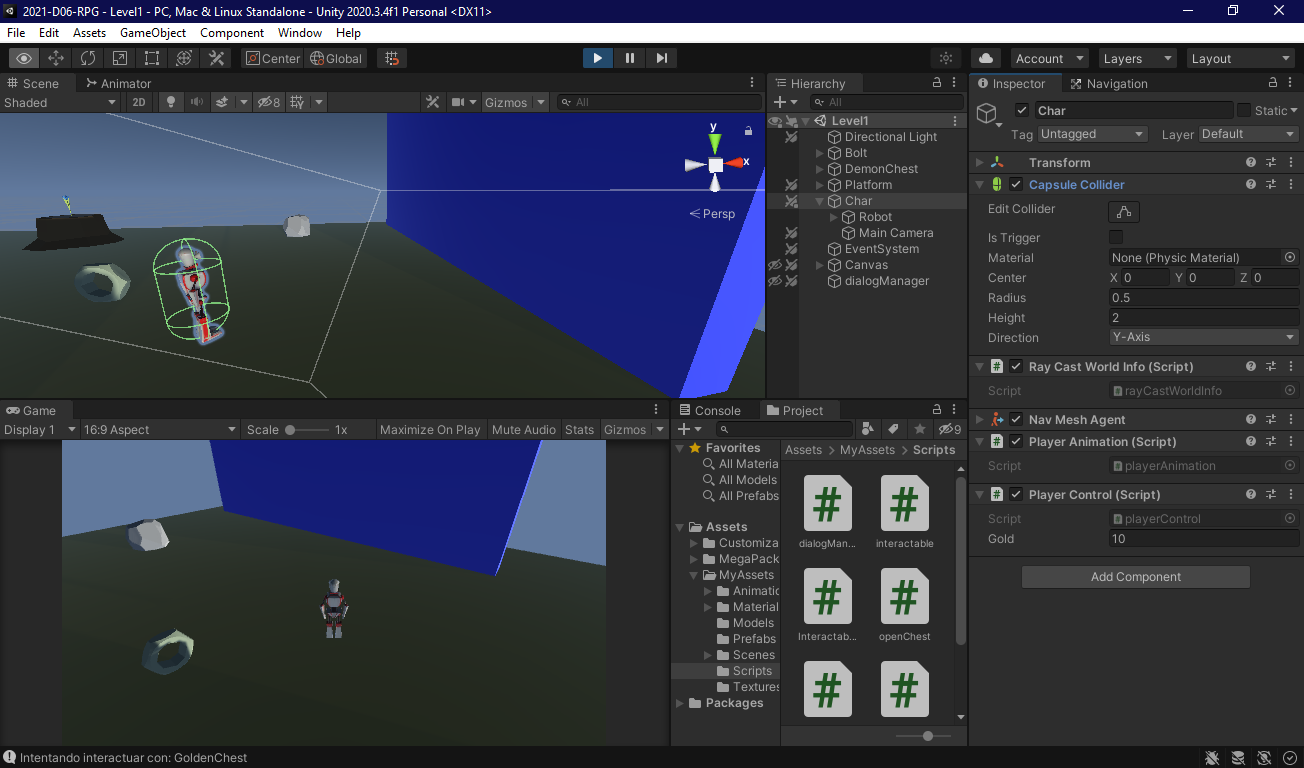 2021-D06-RPG - Level1 - PC, Mac & Linux Standalone - Unity 2020.3.4f1 Personal <DX11>
File Edit Assets GameObject Component Window Help
Center Global Account Layers Layout
Scene Animator
Shaded 2D 8 Gizmos All
y
x
Persp
Hierarchy
All
Level1
Directional Light
Bolt
DemonChest
Platform
Char
Robot
Main Camera
EventSystem
Canvas
dialogManager
Inspector Navigation
Char Static
Tag Untagged Layer Default
Transform
Capsule Collider
Edit Collider
Is Trigger
Material None (Physic Material)
Center X 0 Y 0 Z 0
Radius 0.5
Height 2
Direction Y-Axis
Ray Cast World Info (Script)
Script rayCastWorldInfo
Nav Mesh Agent
Player Animation (Script)
Script playerAnimation
Player Control (Script)
Script playerControl
Gold 10
Add Component
Game
Display 1 16:9 Aspect Scale 1x Maximize On Play Mute Audio Stats Gizmos
Console Project
9
Favorites
All Materia
All Models
All Prefabs
Assets
Customiza
MegaPack
MyAssets
Animatic
Material
Models
Prefabs
Scenes
Scripts
Textures
Packages
Assets > MyAssets > Scripts
dialogMan...
interactable
Interactab...
openChest
Intentando interactuar con: GoldenChest